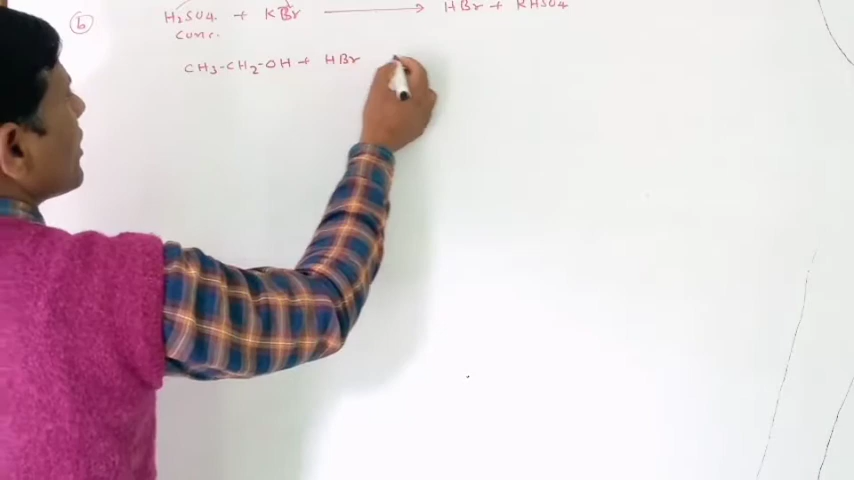 (b) H2SO4 + KBr ⟶ HBr + KHSO4
Conc.
CH3-CH2-OH + HBr